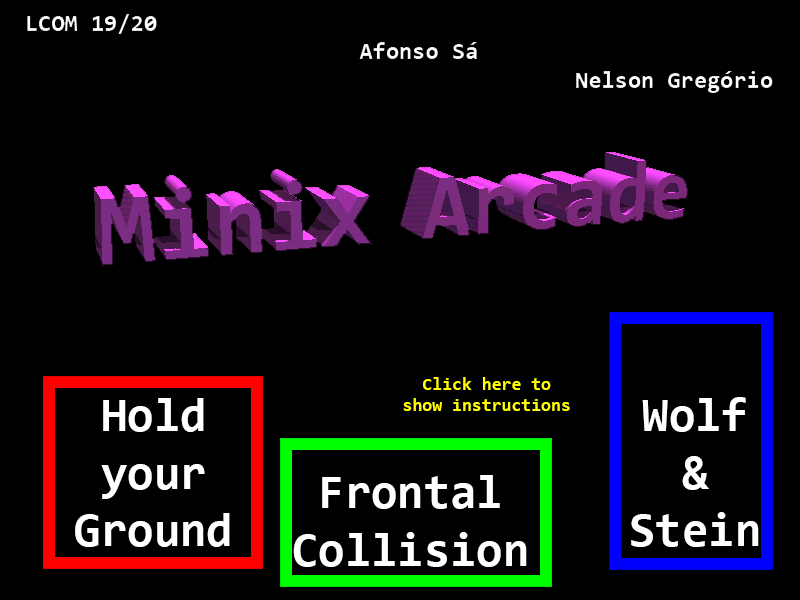 LCOM 19/20
Afonso Sá
Nelson Gregório
Minix Arcade
Click here to
show instructions
Hold
your
Ground
Frontal
Collision
Wolf
&
Stein